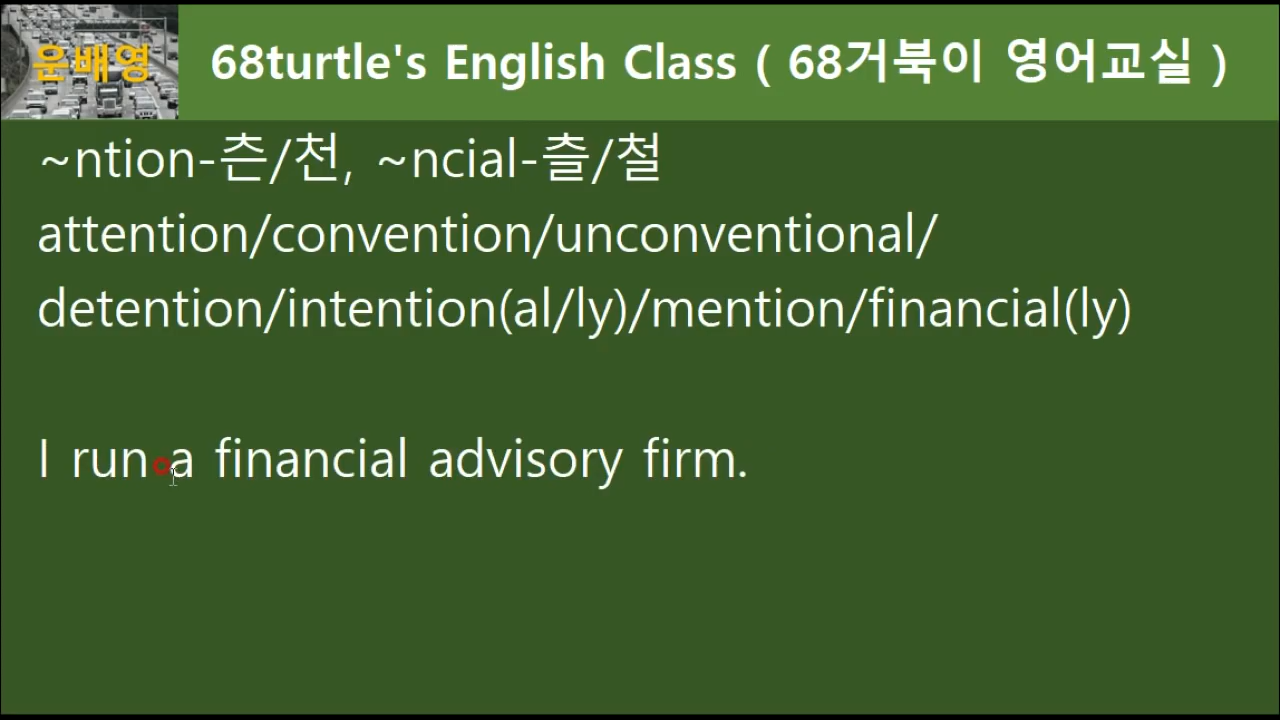 윤배영
68turtle's English Class ( 68거북이 영어교실 )
~ntion-츤/천, ~ncial-츨/철
attention/convention/unconventional/
detention/intention(al/ly)/mention/financial(ly)
I run a financial advisory firm.